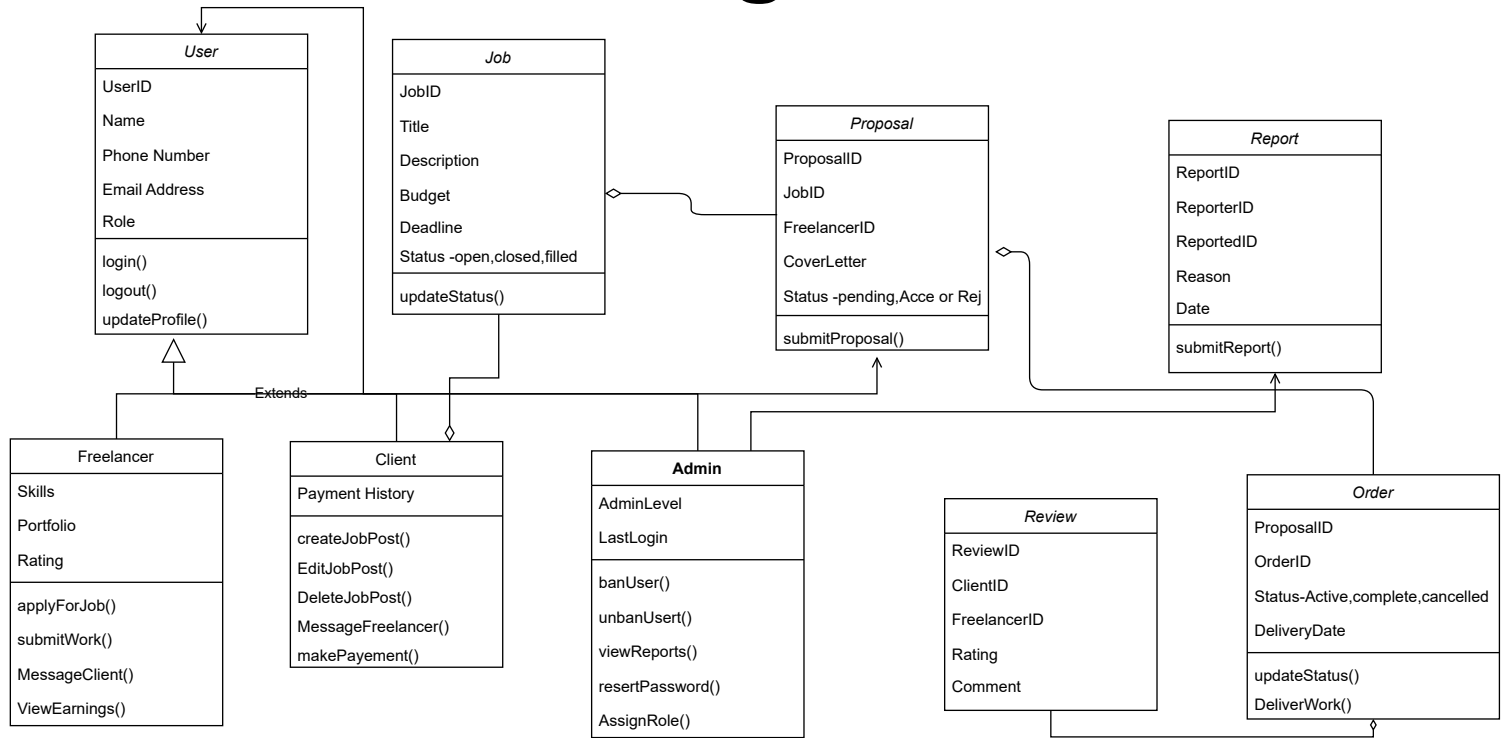 User
UserID
Name
Phone Number
Email Address
Role
login()
logout()
updateProfile()
Job
JobID
Title
Description
Budget
Deadline
Status -open,closed,filled
updateStatus()
Proposal
ProposalID
JobID
FreelancerID
CoverLetter
Status -pending,Acce or Rej
submitProposal()
Report
ReportID
ReporterID
ReportedID
Reason
Date
submitReport()
Extends
Freelancer
Skills
Portfolio
Rating
applyForJob()
submitWork()
MessageClient()
ViewEarnings()
Client
Payment History
createJobPost()
EditJobPost()
DeleteJobPost()
MessageFreelancer()
makePayement()
Admin
AdminLevel
LastLogin
banUser()
unbanUsert()
viewReports()
resertPassword()
AssignRole()
Review
ReviewID
ClientID
FreelancerID
Rating
Comment
Order
ProposalID
OrderID
Status-Active,complete,cancelled
DeliveryDate
updateStatus()
DeliverWork()